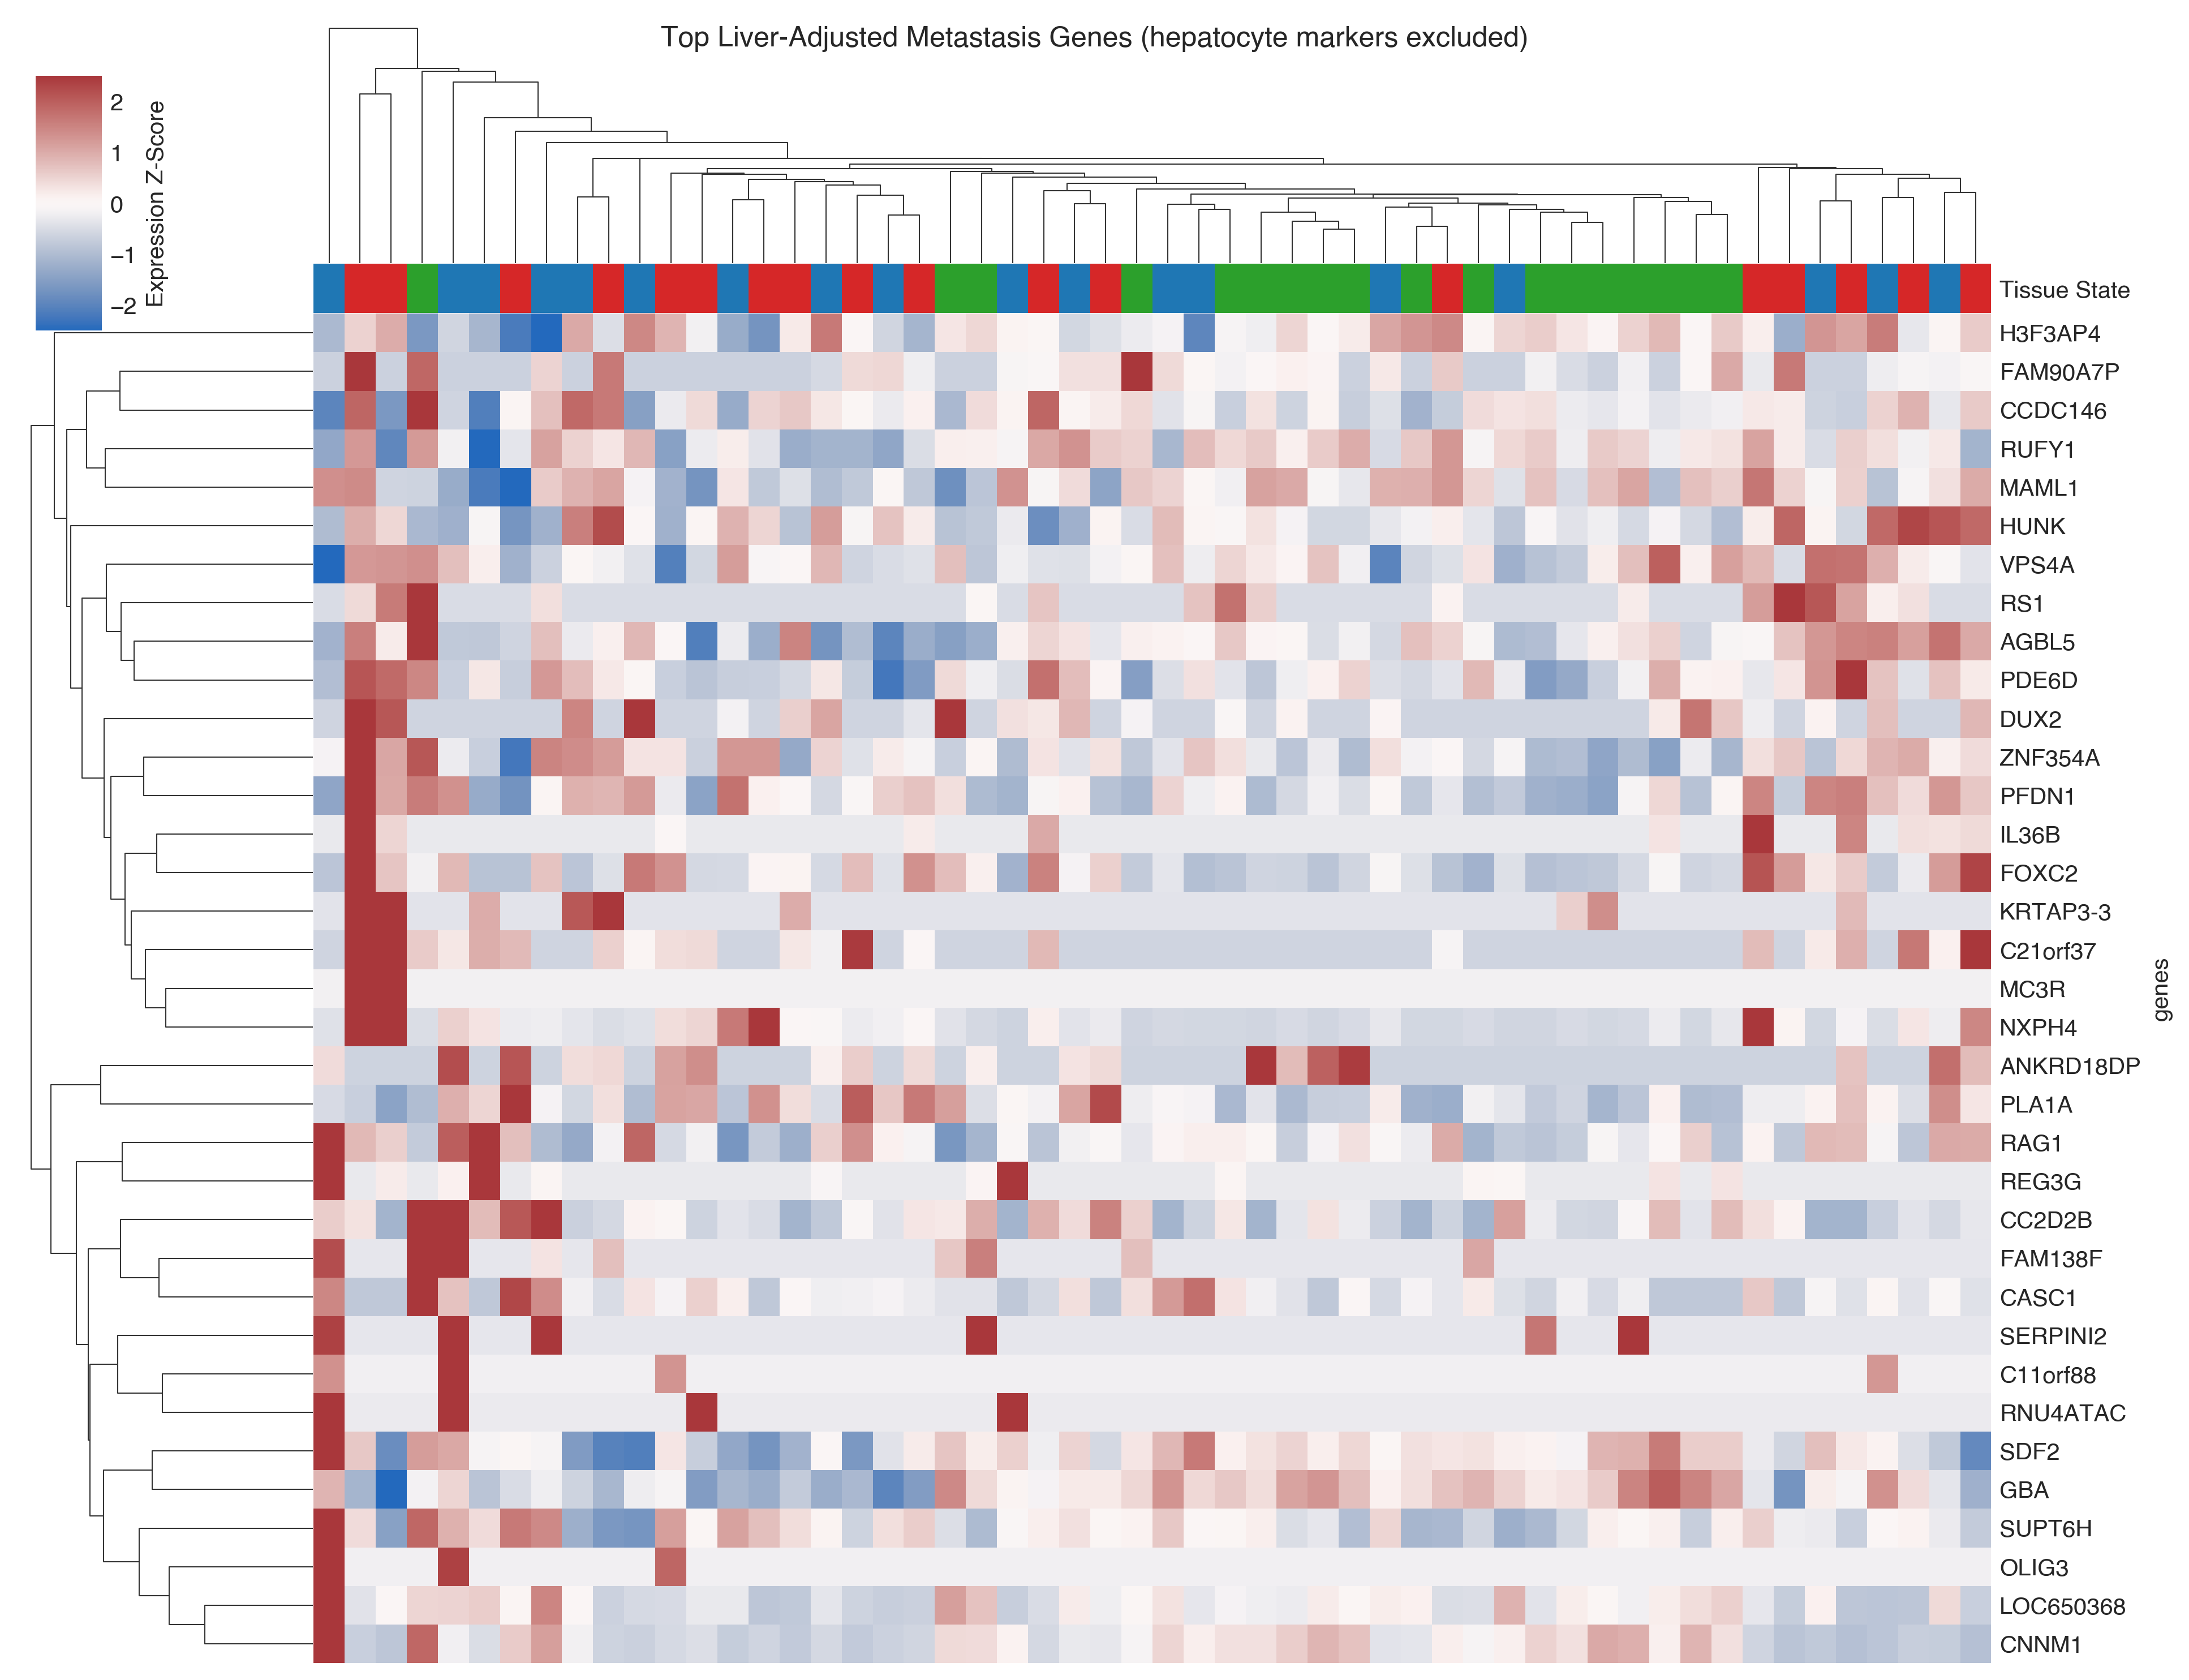 Top Liver-Adjusted Metastasis Genes (hepatocyte markers excluded)
2
1
0
−1
−2
Expression Z-Score
Tissue State
H3F3AP4
FAM90A7P
CCDC146
RUFY1
MAML1
HUNK
VPS4A
RS1
AGBL5
PDE6D
DUX2
ZNF354A
PFDN1
IL36B
FOXC2
KRTAP3-3
C21orf37
MC3R
NXPH4
ANKRD18DP
PLA1A
RAG1
REG3G
CC2D2B
FAM138F
CASC1
SERPINI2
C11orf88
RNU4ATAC
SDF2
GBA
SUPT6H
OLIG3
LOC650368
CNNM1
genes